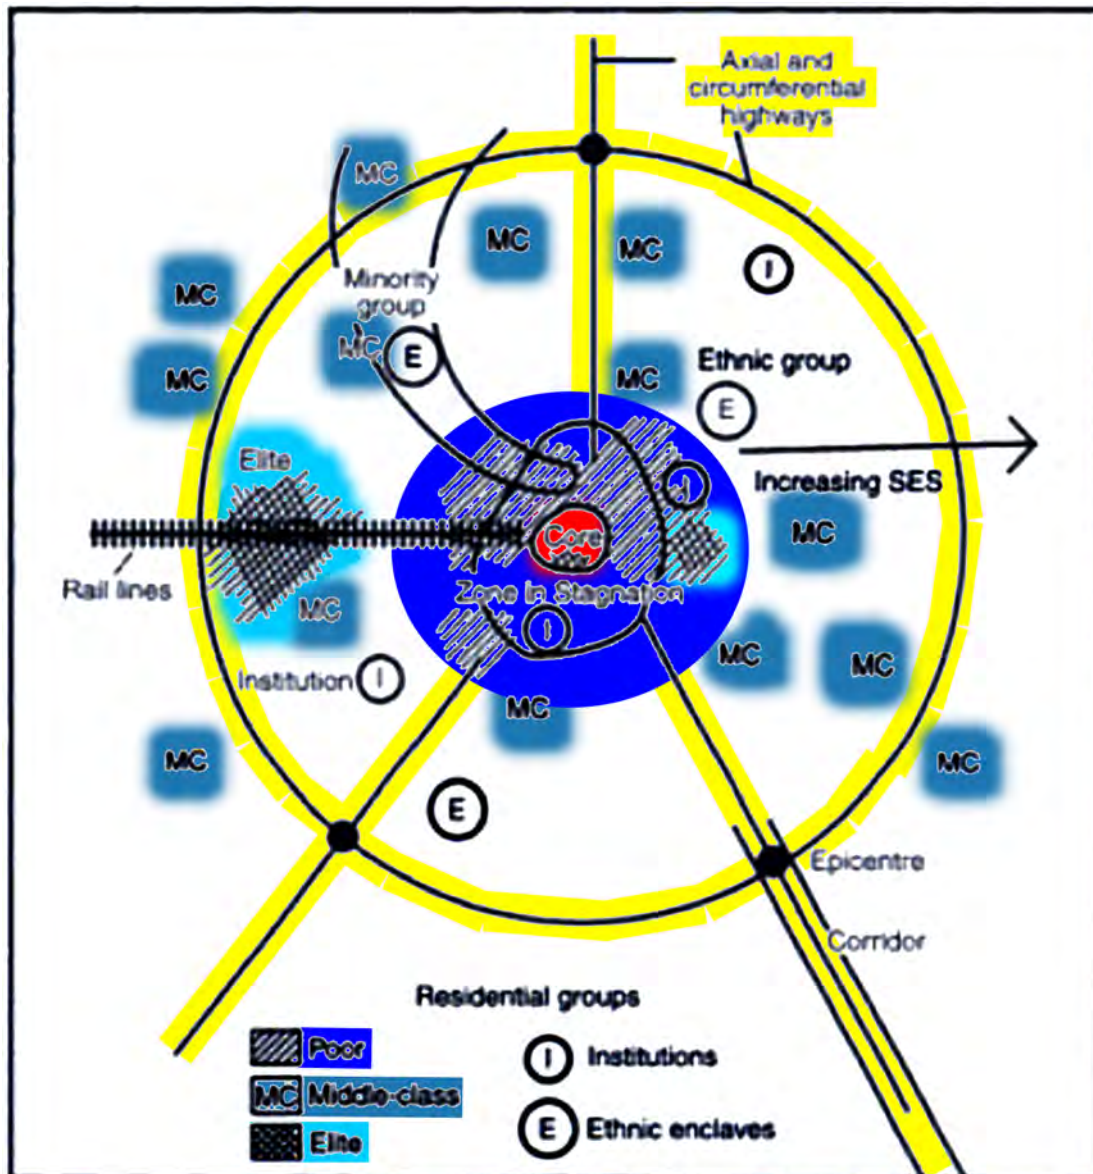 Axial and
circumferential
highways
MC
MC
MC
I
MC
Minority
group
MC
E
Ethnic group
MC
MC
E
Elite
I
Increasing SES
Core
MC
Rail lines
Zone in Stagnation
MC
I
MC
MC
Institution I
MC
MC
MC
E
Epicentre
Corridor
Residential groups
Poor
I Institutions
MC Middle-class
E Ethnic enclaves
Elite